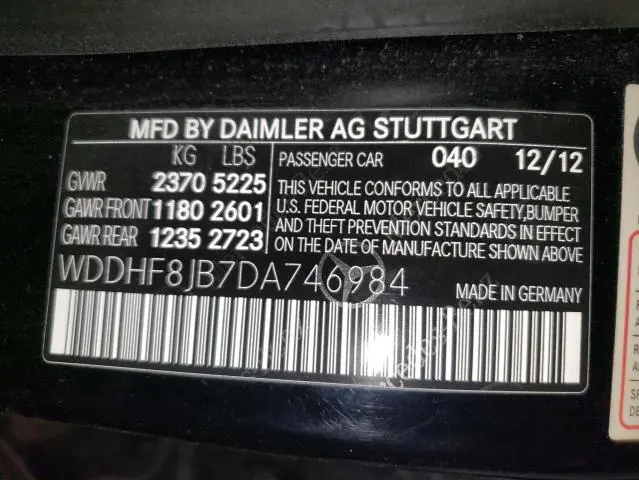 MFD BY DAIMLER AG STUTTGART
KG LBS
GVWR 2370 5225
GAWR FRONT 1180 2601
GAWR REAR 1235 2723
PASSENGER CAR 040 12/12
THIS VEHICLE CONFORMS TO ALL APPLICABLE
U.S. FEDERAL MOTOR VEHICLE SAFETY,BUMPER
AND THEFT PREVENTION STANDARDS IN EFFECT
ON THE DATE OF MANUFACTURE SHOWN ABOVE
WDDHF8JB7DA746984
MADE IN GERMANY